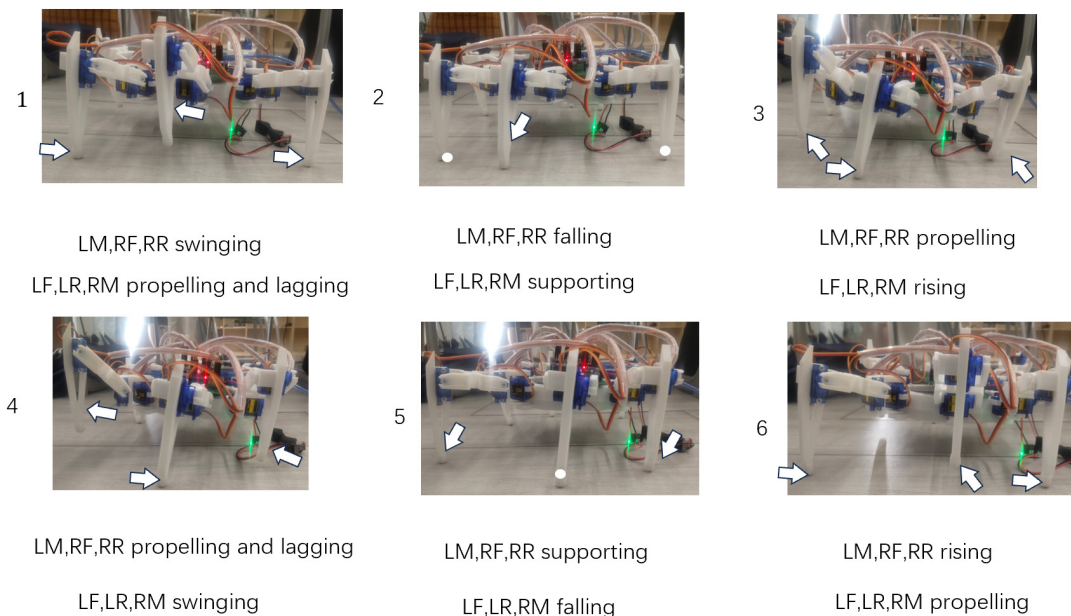 1
2
3
LM,RF,RR swinging
LF,LR,RM propelling and lagging
LM,RF,RR falling
LF,LR,RM supporting
LM,RF,RR propelling
LF,LR,RM rising
4
5
6
LM,RF,RR propelling and lagging
LF,LR,RM swinging
LM,RF,RR supporting
LF,LR,RM falling
LM,RF,RR rising
LF,LR,RM propelling